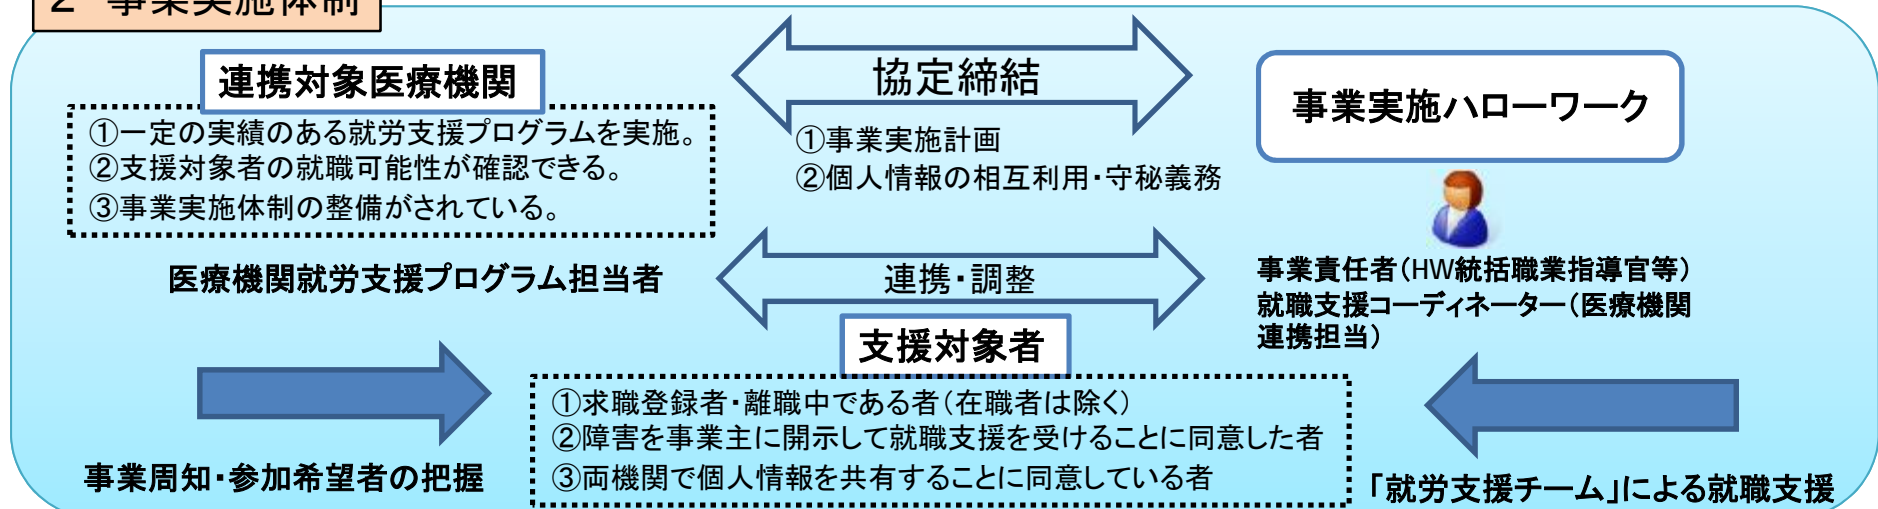 2 事業実施体制
連携対象医療機関
①一定の実績のある就労支援プログラムを実施。
②支援対象者の就職可能性が確認できる。
③事業実施体制の整備がされている。
協定締結
①事業実施計画
②個人情報の相互利用・守秘義務
事業実施ハローワーク
医療機関就労支援プログラム担当者
連携・調整
事業責任者（HW統括職業指導官等）
就職支援コーディネーター（医療機関
連携担当）
支援対象者
①求職登録者・離職中である者（在職者は除く）
②障害を事業主に開示して就職支援を受けることに同意した者
③両機関で個人情報を共有することに同意している者
事業周知・参加希望者の把握
「就労支援チーム」による就職支援